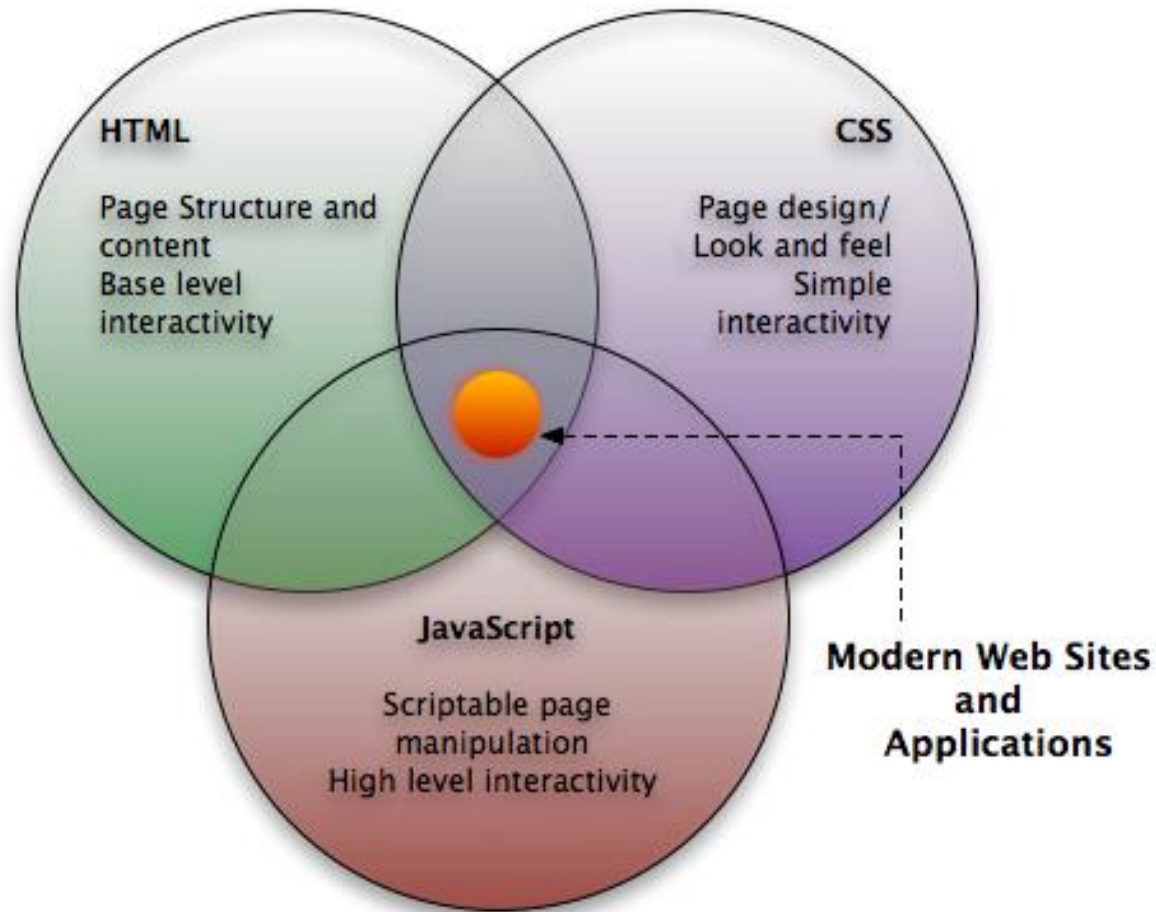 HTML
Page Structure and
content
Base level
interactivity
CSS
Page design/
Look and feel
Simple
interactivity
JavaScript
Scriptable page
manipulation
High level interactivity
Modern Web Sites
and
Applications